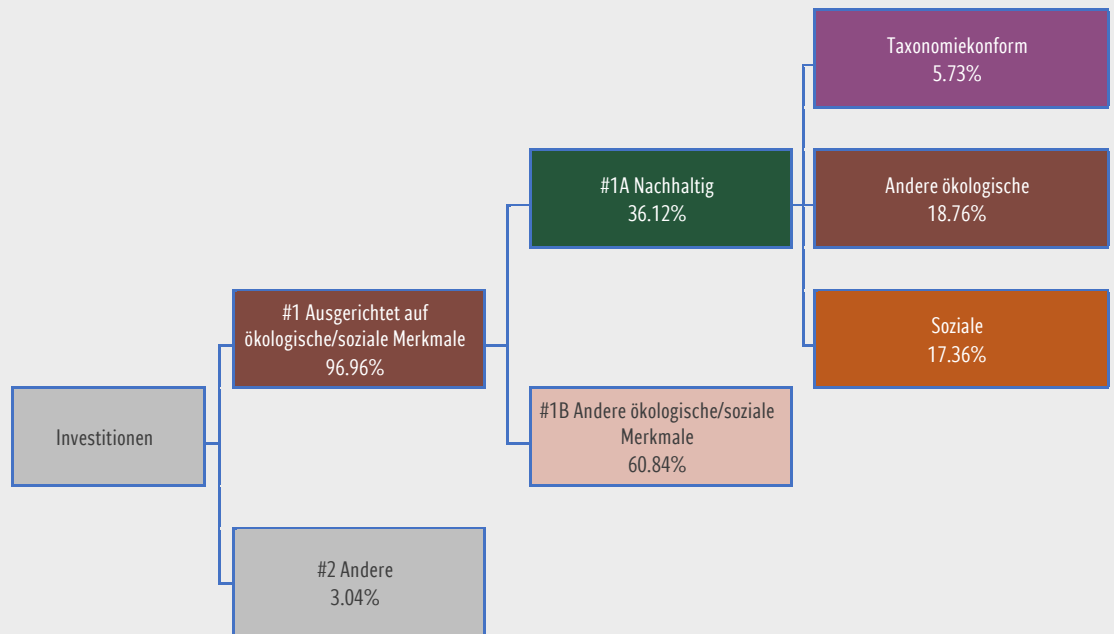 Taxonomiekonform
5.73%
#1A Nachhaltig
36.12%
Andere ökologische
18.76%
#1 Ausgerichtet auf
ökologische/soziale Merkmale
96.96%
Soziale
17.36%
Investitionen
#1B Andere ökologische/soziale
Merkmale
60.84%
#2 Andere
3.04%